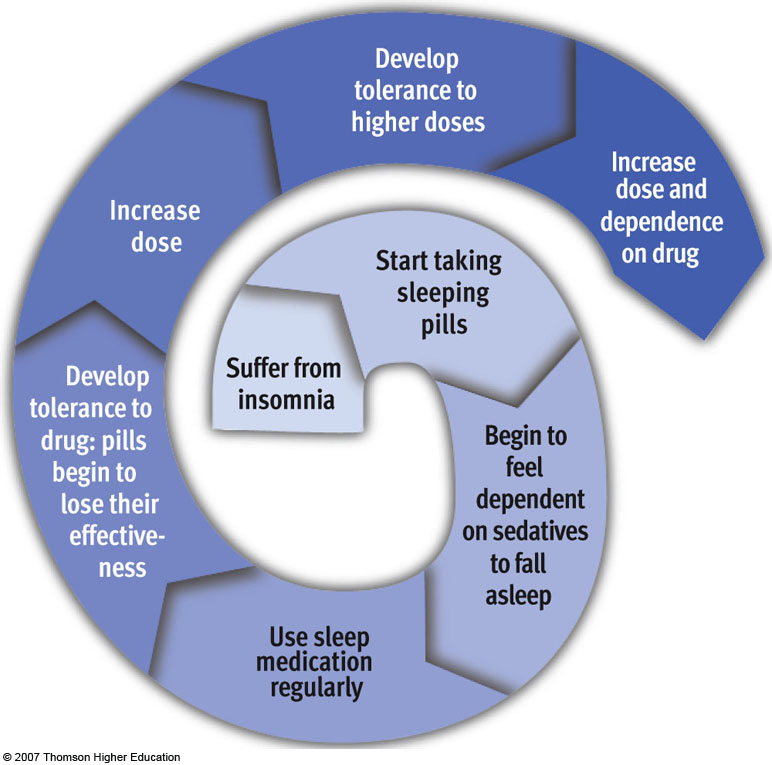 Suffer from
insomnia
Start taking
sleeping
pills
Begin to
feel
dependent
on sedatives
to fall
asleep
Use sleep
medication
regularly
Develop
tolerance to
drug: pills
begin to
lose their
effective-
ness
Increase
dose
Develop
tolerance to
higher doses
Increase
dose and
dependence
on drug
© 2007 Thomson Higher Education